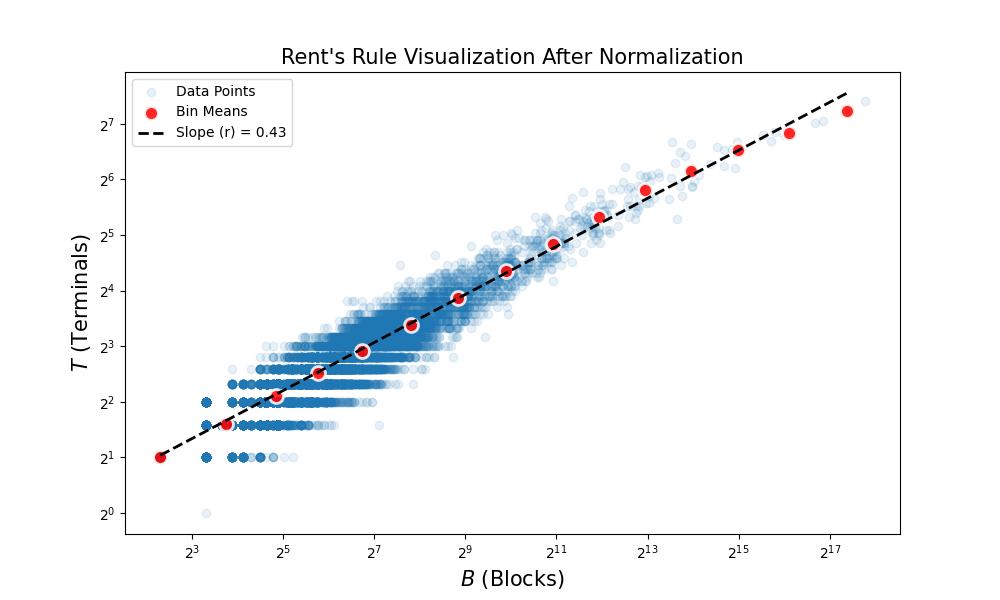 Rent's Rule Visualization After Normalization
Data Points
Bin Means
Slope (r) = 0.43
T (Terminals)
2⁷
2⁶
2⁵
2⁴
2³
2²
2¹
2⁰
2³ 2⁵ 2⁷ 2⁹ 2¹¹ 2¹³ 2¹⁵ 2¹⁷
B (Blocks)